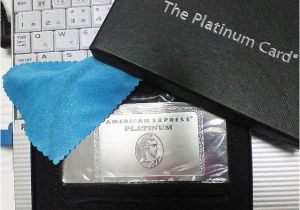 The Platinum Card®
AMERICAN EXPRESS
PLATINUM